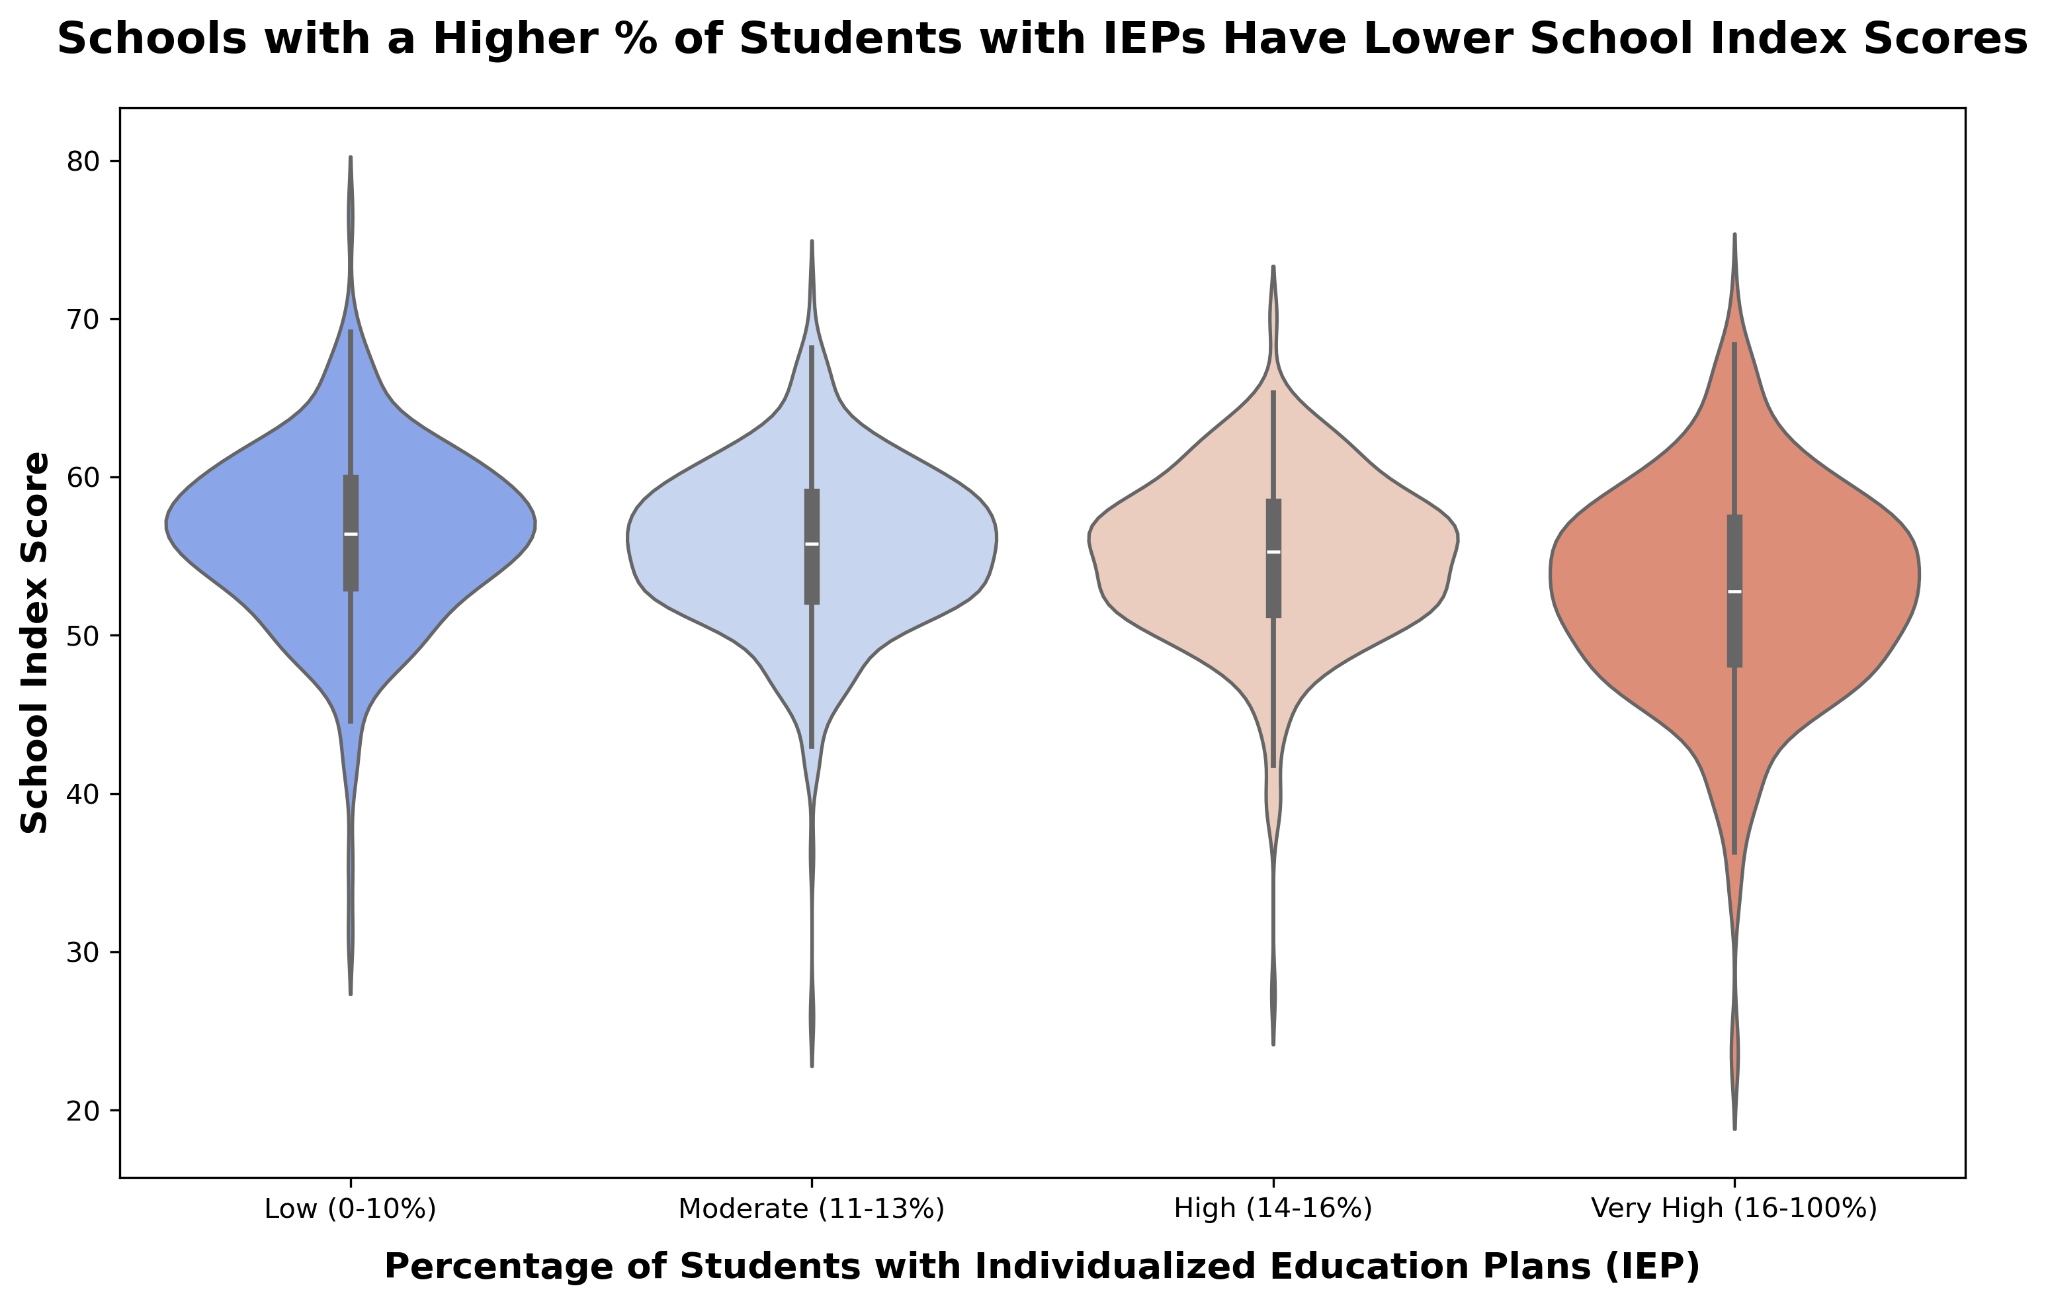 Schools with a Higher % of Students with IEPs Have Lower School Index Scores
School Index Score
80
70
60
50
40
30
20
Low (0-10%)
Moderate (11-13%)
High (14-16%)
Very High (16-100%)
Percentage of Students with Individualized Education Plans (IEP)